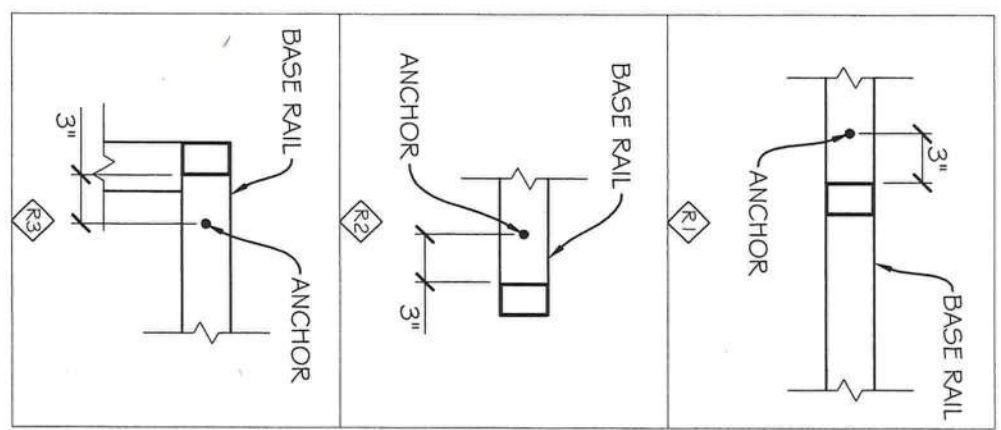 BASE RAIL
ANCHOR
3"
R3
BASE RAIL
ANCHOR
3"
R2
3"
ANCHOR
BASE RAIL
R1